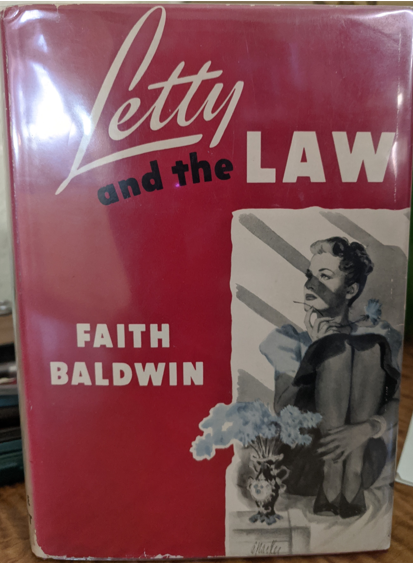 Letty
and the LAW
FAITH
BALDWIN